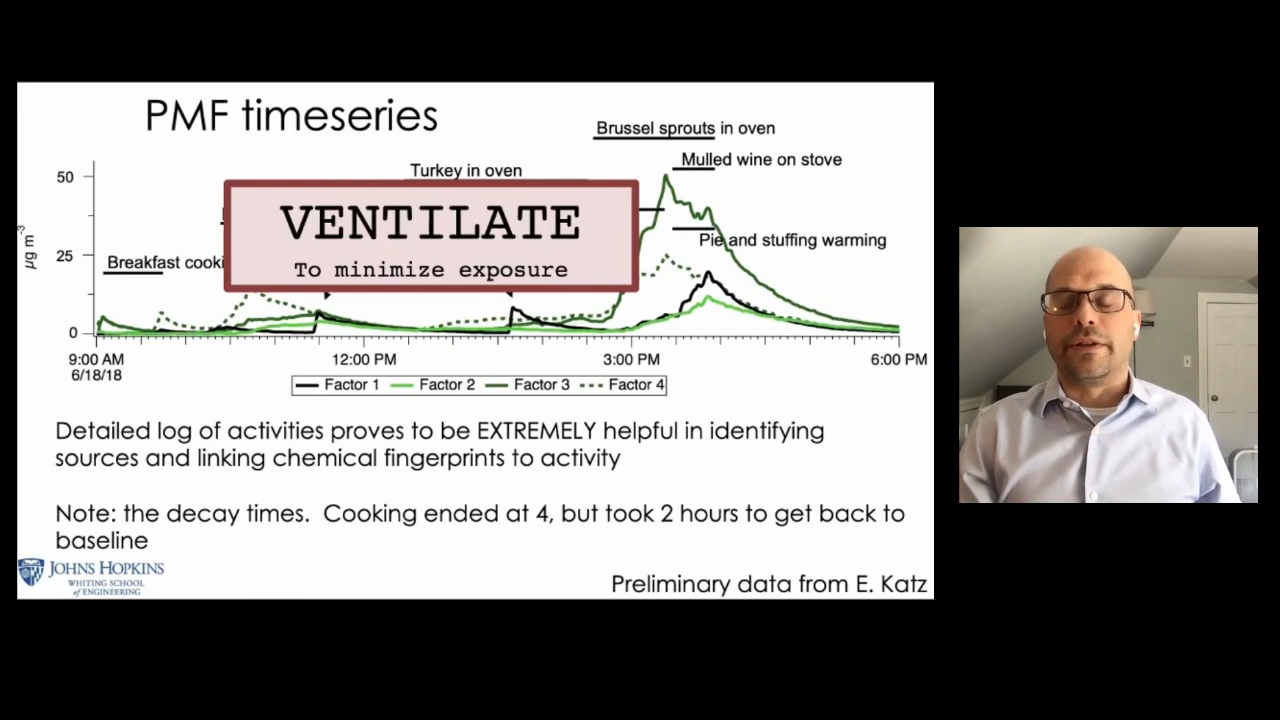 PMF timeseries
Brussel sprouts in oven
Mulled wine on stove
Turkey in oven
50
VENTILATE
To minimize exposure
Pie and stuffing warming
25
µg m-3
Breakfast cooki
0
9:00 AM
12:00 PM
3:00 PM
6:00 PM
6/18/18
Factor 1
Factor 2
Factor 3
Factor 4
Detailed log of activities proves to be EXTREMELY helpful in identifying
sources and linking chemical fingerprints to activity
Note: the decay times. Cooking ended at 4, but took 2 hours to get back to
baseline
JOHNS HOPKINS
WHITING SCHOOL
of ENGINEERING
Preliminary data from E. Katz